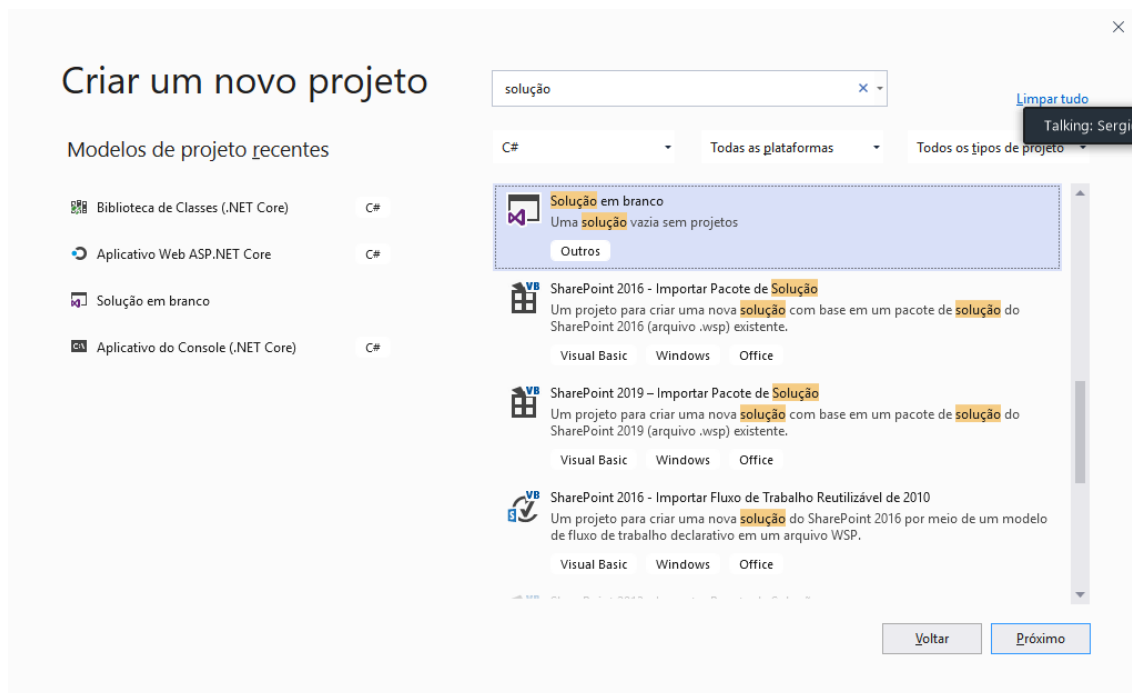 Criar um novo projeto
solução
Limpar tudo
Talking:
Modelos de projeto recentes
C#
Todas as plataformas
Todos os tipos de projeto
Biblioteca de Classes (.NET Core)
C#
Aplicativo Web ASP.NET Core
C#
Solução em branco
Aplicativo do Console (.NET Core)
C#
Solução em branco
Uma solução vazia sem projetos
Outros
VB
SharePoint 2016 - Importar Pacote de Solução
Um projeto para criar uma nova solução com base em um pacote de solução do
SharePoint 2016 (arquivo .wsp) existente.
Visual Basic Windows Office
VB
SharePoint 2019 – Importar Pacote de Solução
Um projeto para criar uma nova solução com base em um pacote de solução do
SharePoint 2019 (arquivo .wsp) existente.
Visual Basic Windows Office
VB
SharePoint 2016 - Importar Fluxo de Trabalho Reutilizável de 2010
Um projeto para criar uma nova solução do SharePoint 2016 por meio de um modelo
de fluxo de trabalho declarativo em um arquivo WSP.
Visual Basic Windows Office
Voltar
Próximo